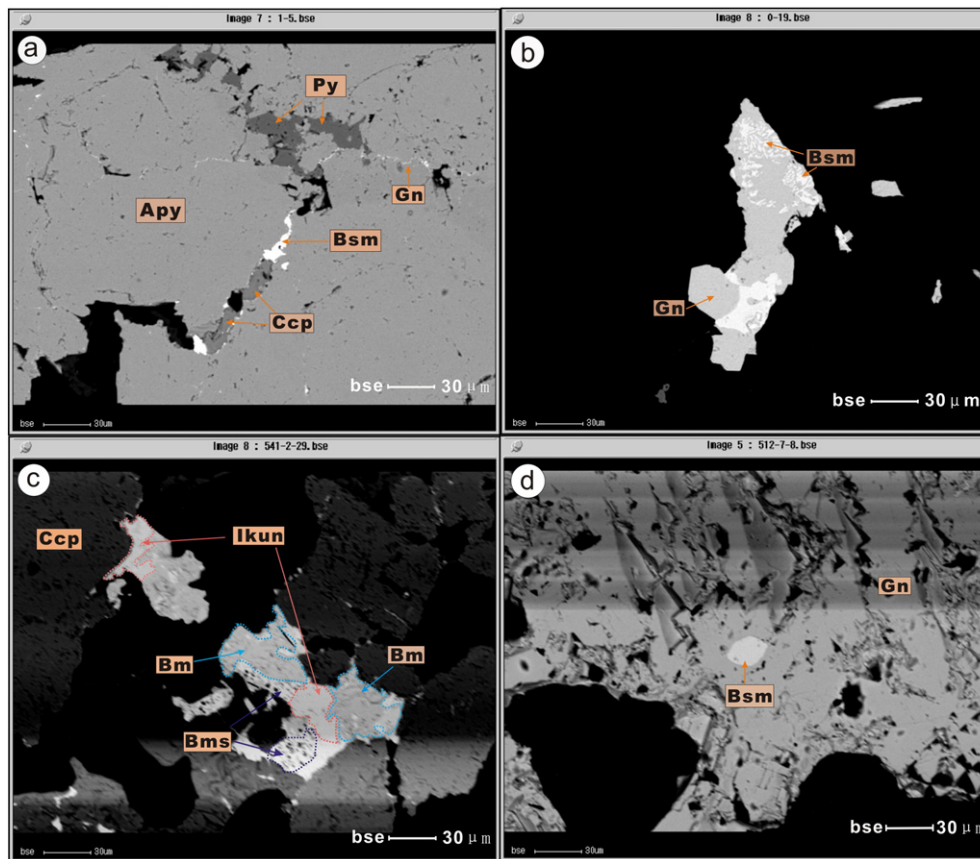 Image 7 : 1-5.bse
a
Py
Gn
Apy
Bsm
Ccp
bse 30 μm
bse 30um
Image 8 : 0-19.bse
b
Bsm
Gn
bse 30 μm
bse 30um
Image 8 : 541-2-29.bse
c
Ccp
Ikun
Bm
Bm
Bms
bse 30 μm
bse 30um
Image 5 : 512-7-8.bse
d
Gn
Bsm
bse 30 μm
bse 30um